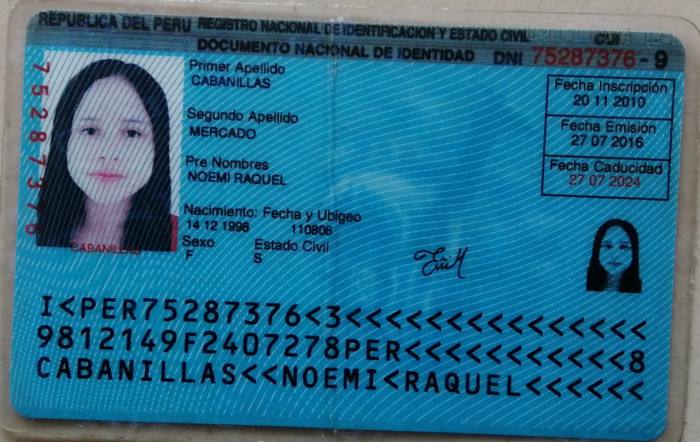 REPUBLICA DEL PERU REGISTRO NACIONAL DE IDENTIFICACION Y ESTADO CIVIL CUI
DOCUMENTO NACIONAL DE IDENTIDAD DNI 75287376 - 9
75287376
Primer Apellido
CABANILLAS
Segundo Apellido
MERCADO
Pre Nombres
NOEMI RAQUEL
Nacimiento: Fecha y Ubigeo
14 12 1998 110806
Sexo Estado Civil
F S
CABANILLAS
Fecha Inscripción
20 11 2010
Fecha Emisión
27 07 2016
Fecha Caducidad
27 07 2024
I<PER75287376<3<<<<<<<<<<<<<<<
9812149F2407278PER<<<<<<<<<<<8
CABANILLAS<<NOEMI<RAQUEL<<<<<<